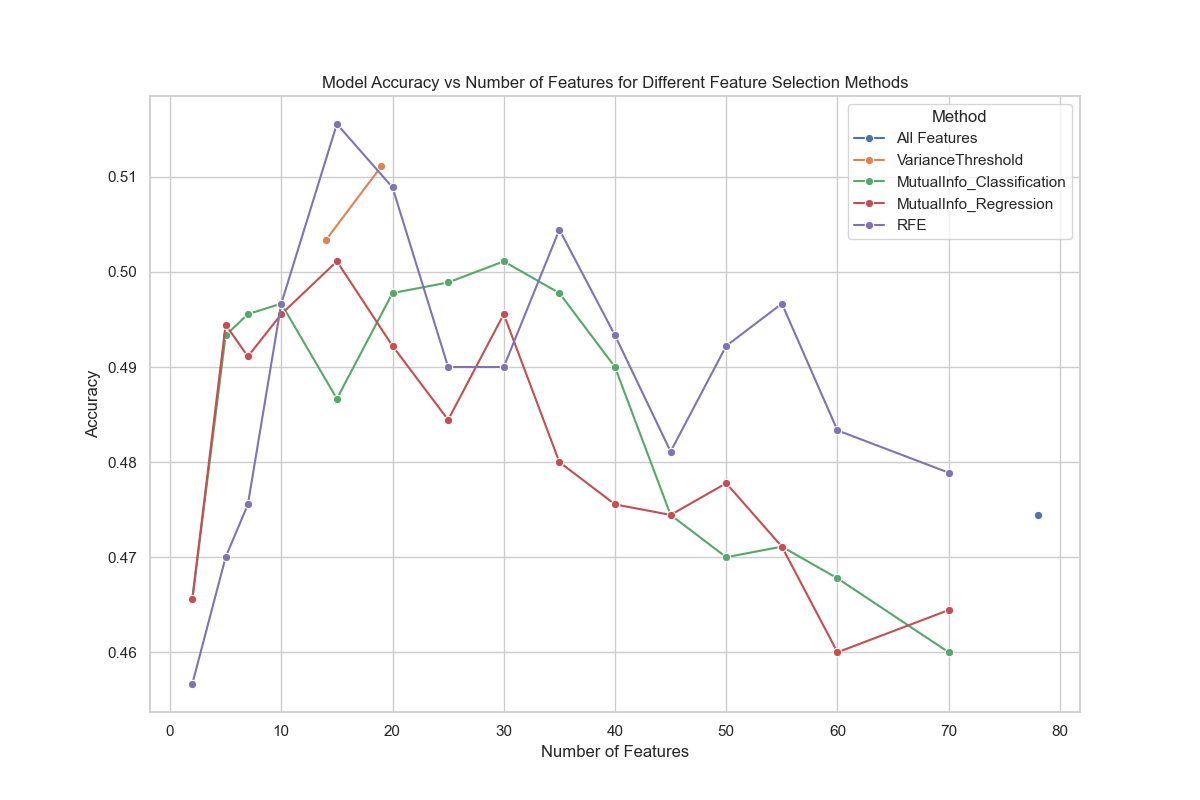 Model Accuracy vs Number of Features for Different Feature Selection Methods
Method
All Features
VarianceThreshold
MutualInfo_Classification
MutualInfo_Regression
RFE
Accuracy
0.51
0.50
0.49
0.48
0.47
0.46
0 10 20 30 40 50 60 70 80
Number of Features